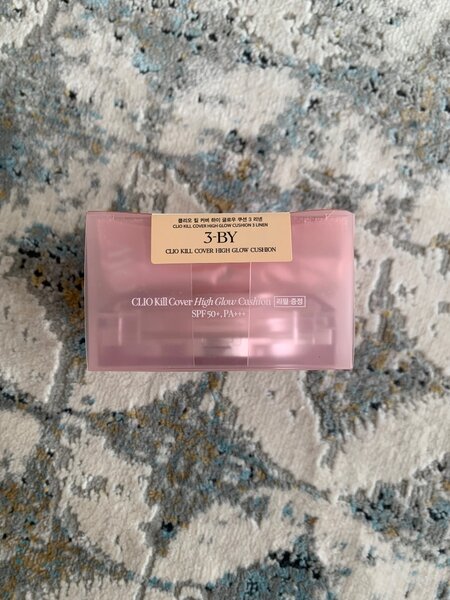 클리오 킬 커버 하이 글로우 쿠션 3 리넨
CLIO KILL COVER HIGH GLOW CUSHION 3 LINEN
3-BY
CLIO KILL COVER HIGH GLOW CUSHION
CLIO Kill Cover High Glow Cushion 리필 증정
SPF 50+, PA+++